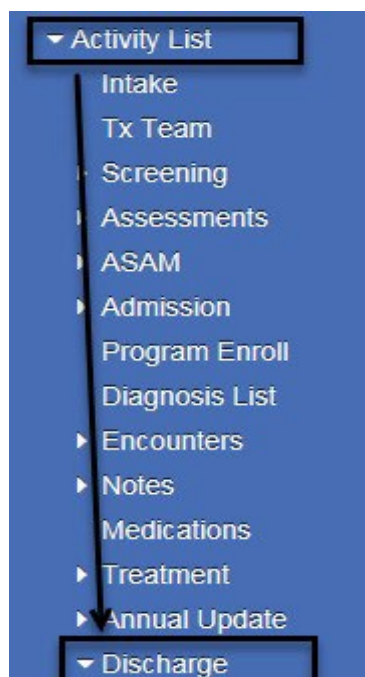 Activity List
Intake
Tx Team
Screening
Assessments
ASAM
Admission
Program Enroll
Diagnosis List
Encounters
Notes
Medications
Treatment
Annual Update
Discharge